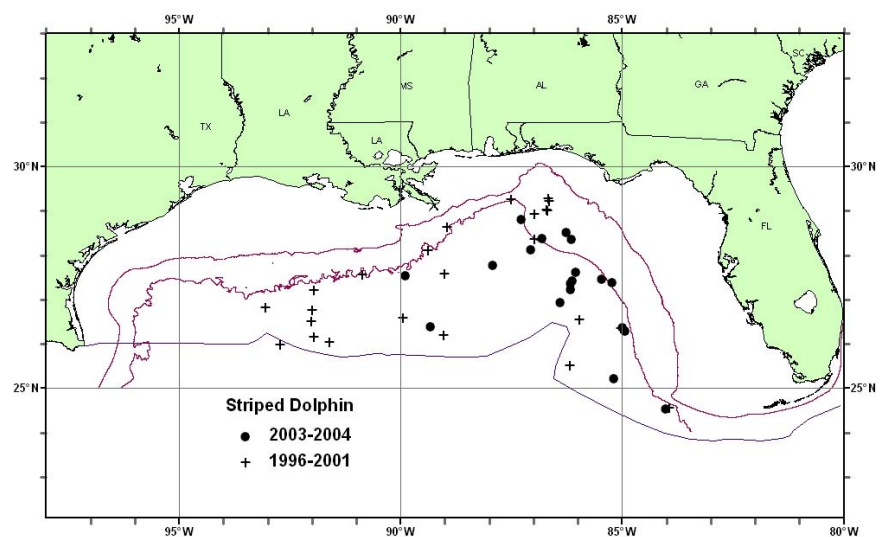 95°W 90°W 85°W
SC
MS AL GA
LA
TX
LA
30°N 30°N
FL
25°N 25°N
Striped Dolphin
2003-2004
1996-2001
95°W 90°W 85°W 80°W